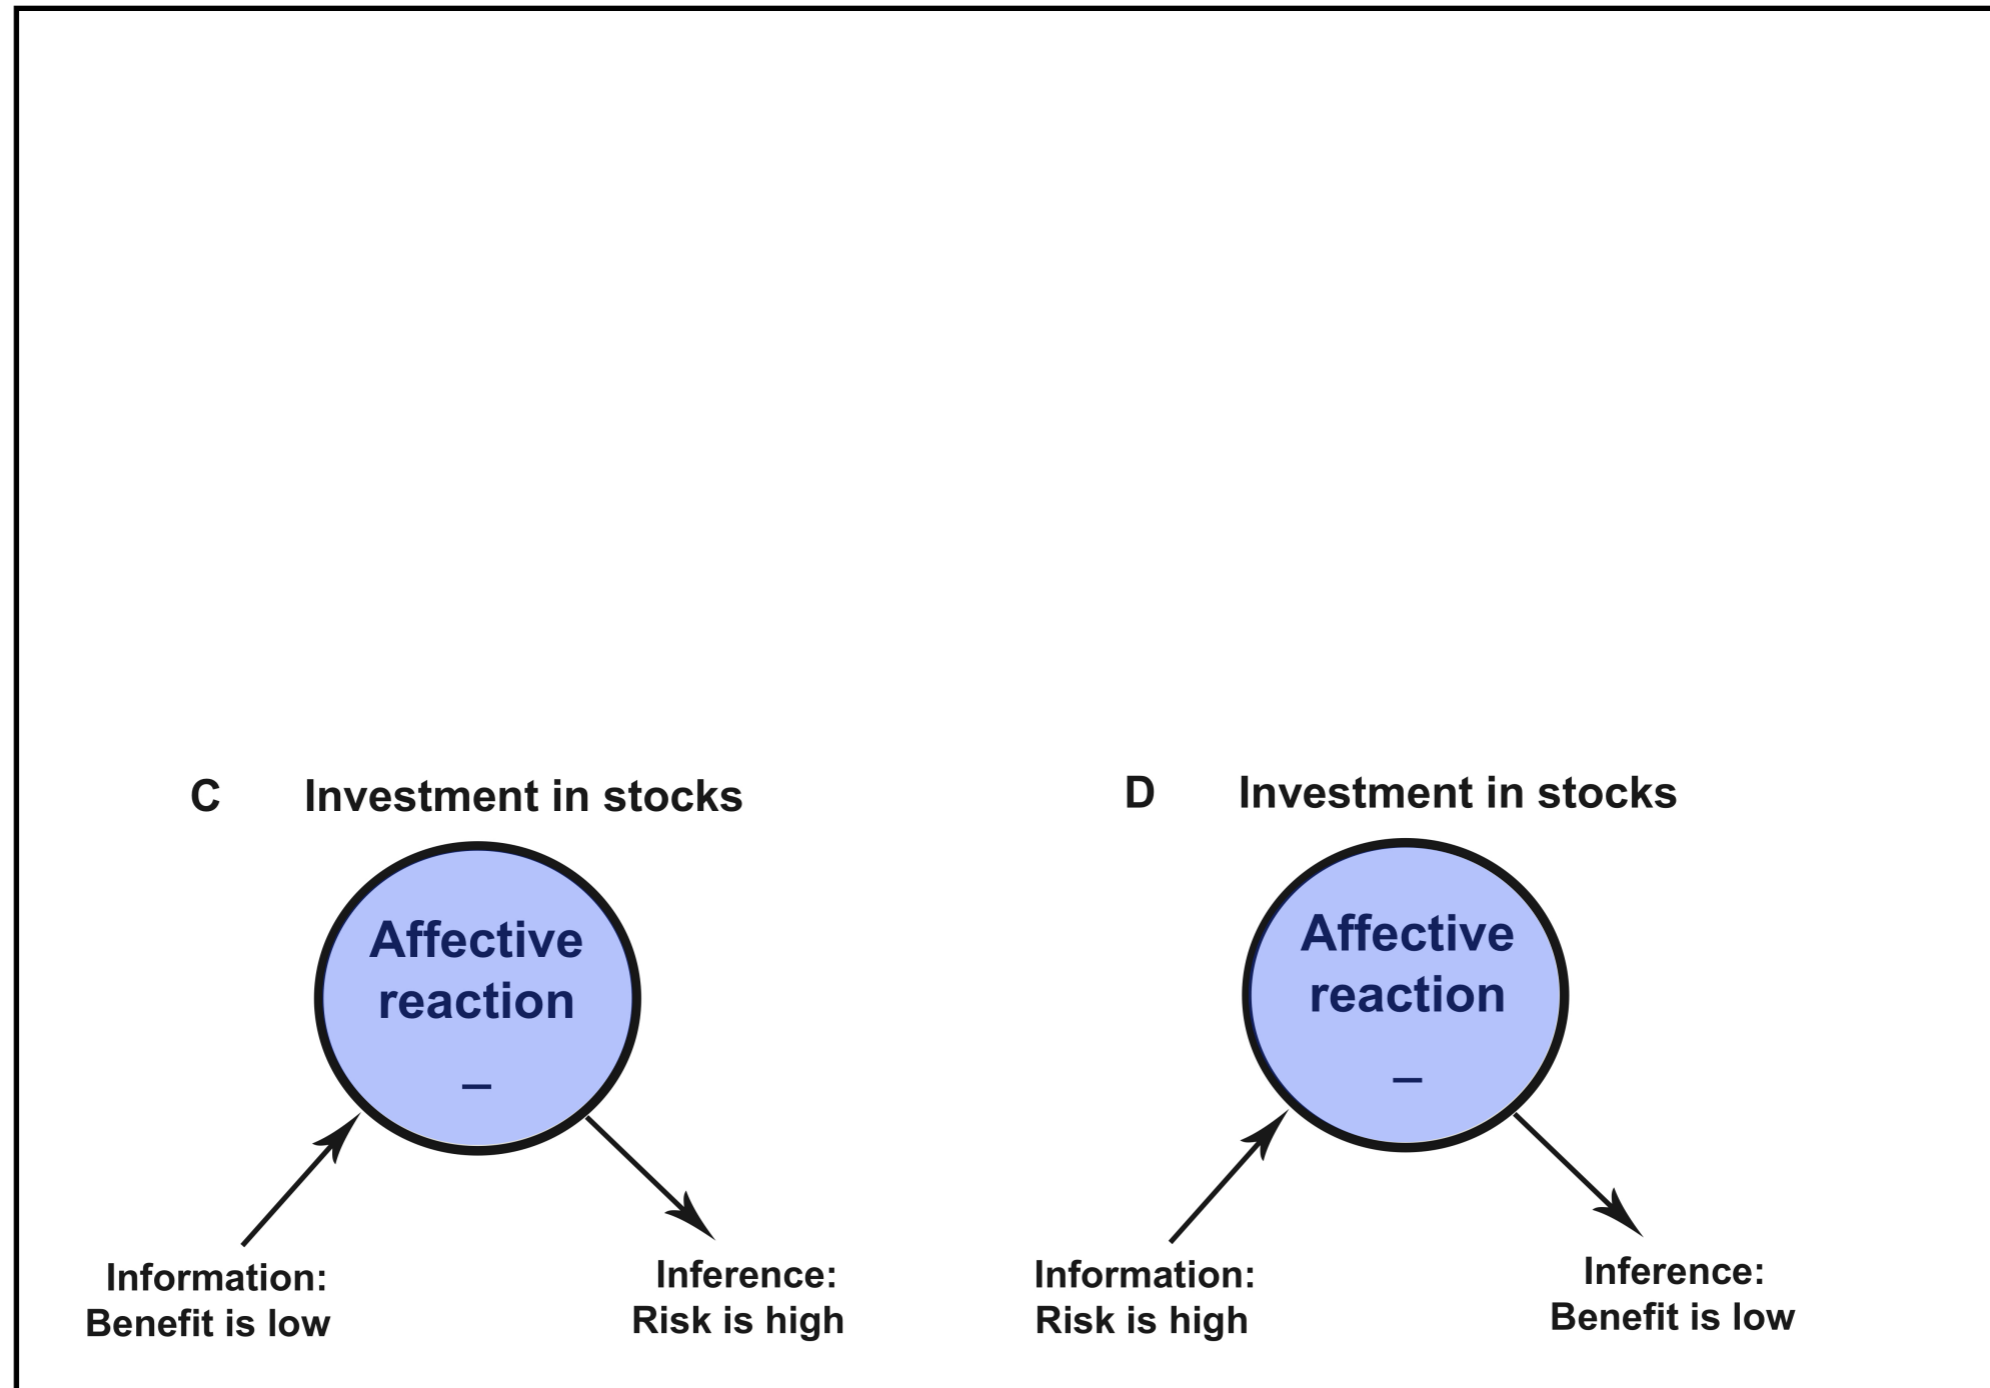 C Investment in stocks
Affective
reaction
–
Information:
Benefit is low
Inference:
Risk is high
D Investment in stocks
Affective
reaction
–
Information:
Risk is high
Inference:
Benefit is low